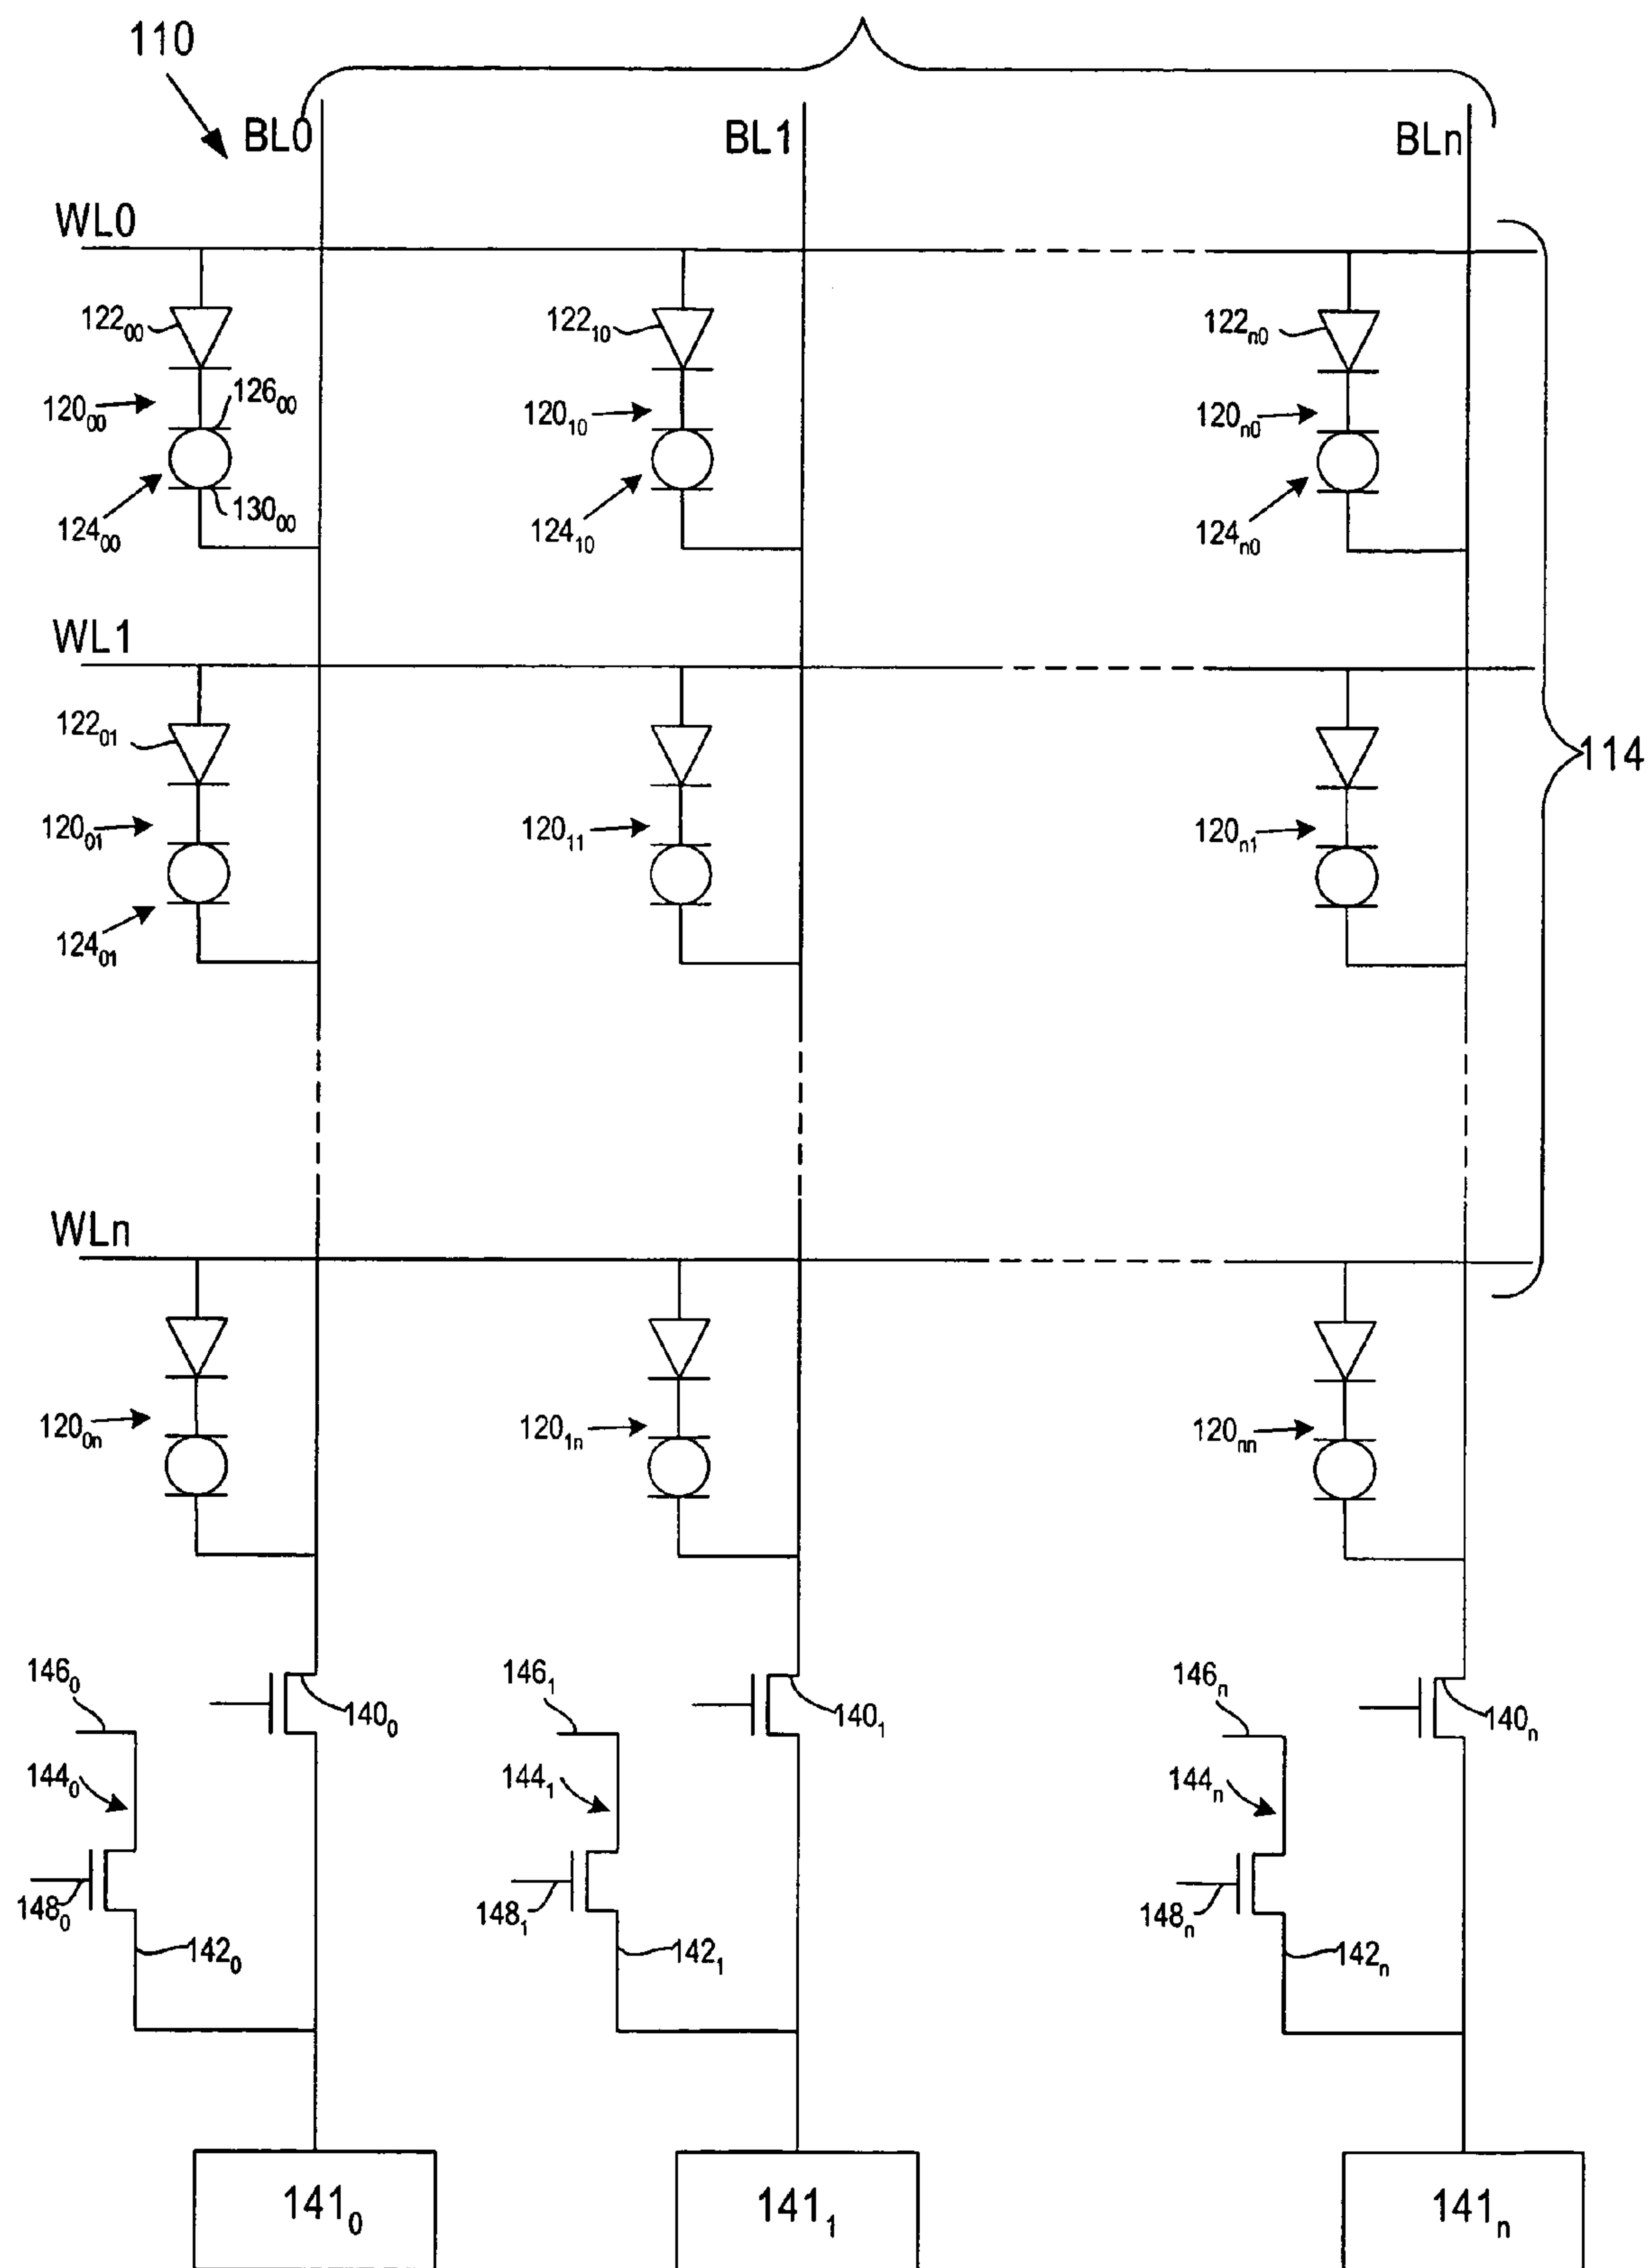 110
BL0 BL1 BLn
WL0
122₀₀ 122₁₀ 122ₙ₀
120₀₀ 126₀₀ 120₁₀ 120ₙ₀
124₀₀ 130₀₀ 124₁₀ 124ₙ₀
WL1
122₀₁
114
120₀₁ 120₁₁ 120ₙ₁
124₀₁
WLn
120₀ₙ 120₁ₙ 120ₙₙ
146₀ 140₀ 146₁ 140₁ 146ₙ 140ₙ
144₀ 144₁ 144ₙ
148₀ 148₁ 148ₙ
142₀ 142₁ 142ₙ
141₀ 141₁ 141ₙ